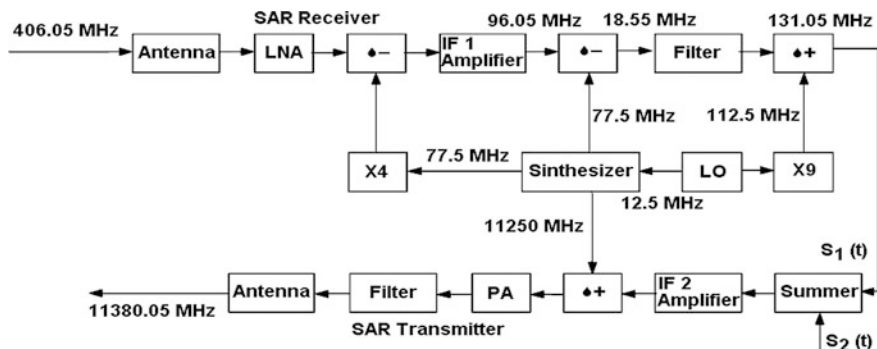 SAR Receiver
406.05 MHz
96.05 MHz
18.55 MHz
131.05 MHz
Antenna
LNA
♦–
IF 1
Amplifier
♦–
Filter
♦+
77.5 MHz
112.5 MHz
X4
77.5 MHz
Sinthesizer
LO
X9
12.5 MHz
11250 MHz
S1 (t)
Antenna
Filter
PA
♦+
IF 2
Amplifier
Summer
11380.05 MHz
SAR Transmitter
S2 (t)